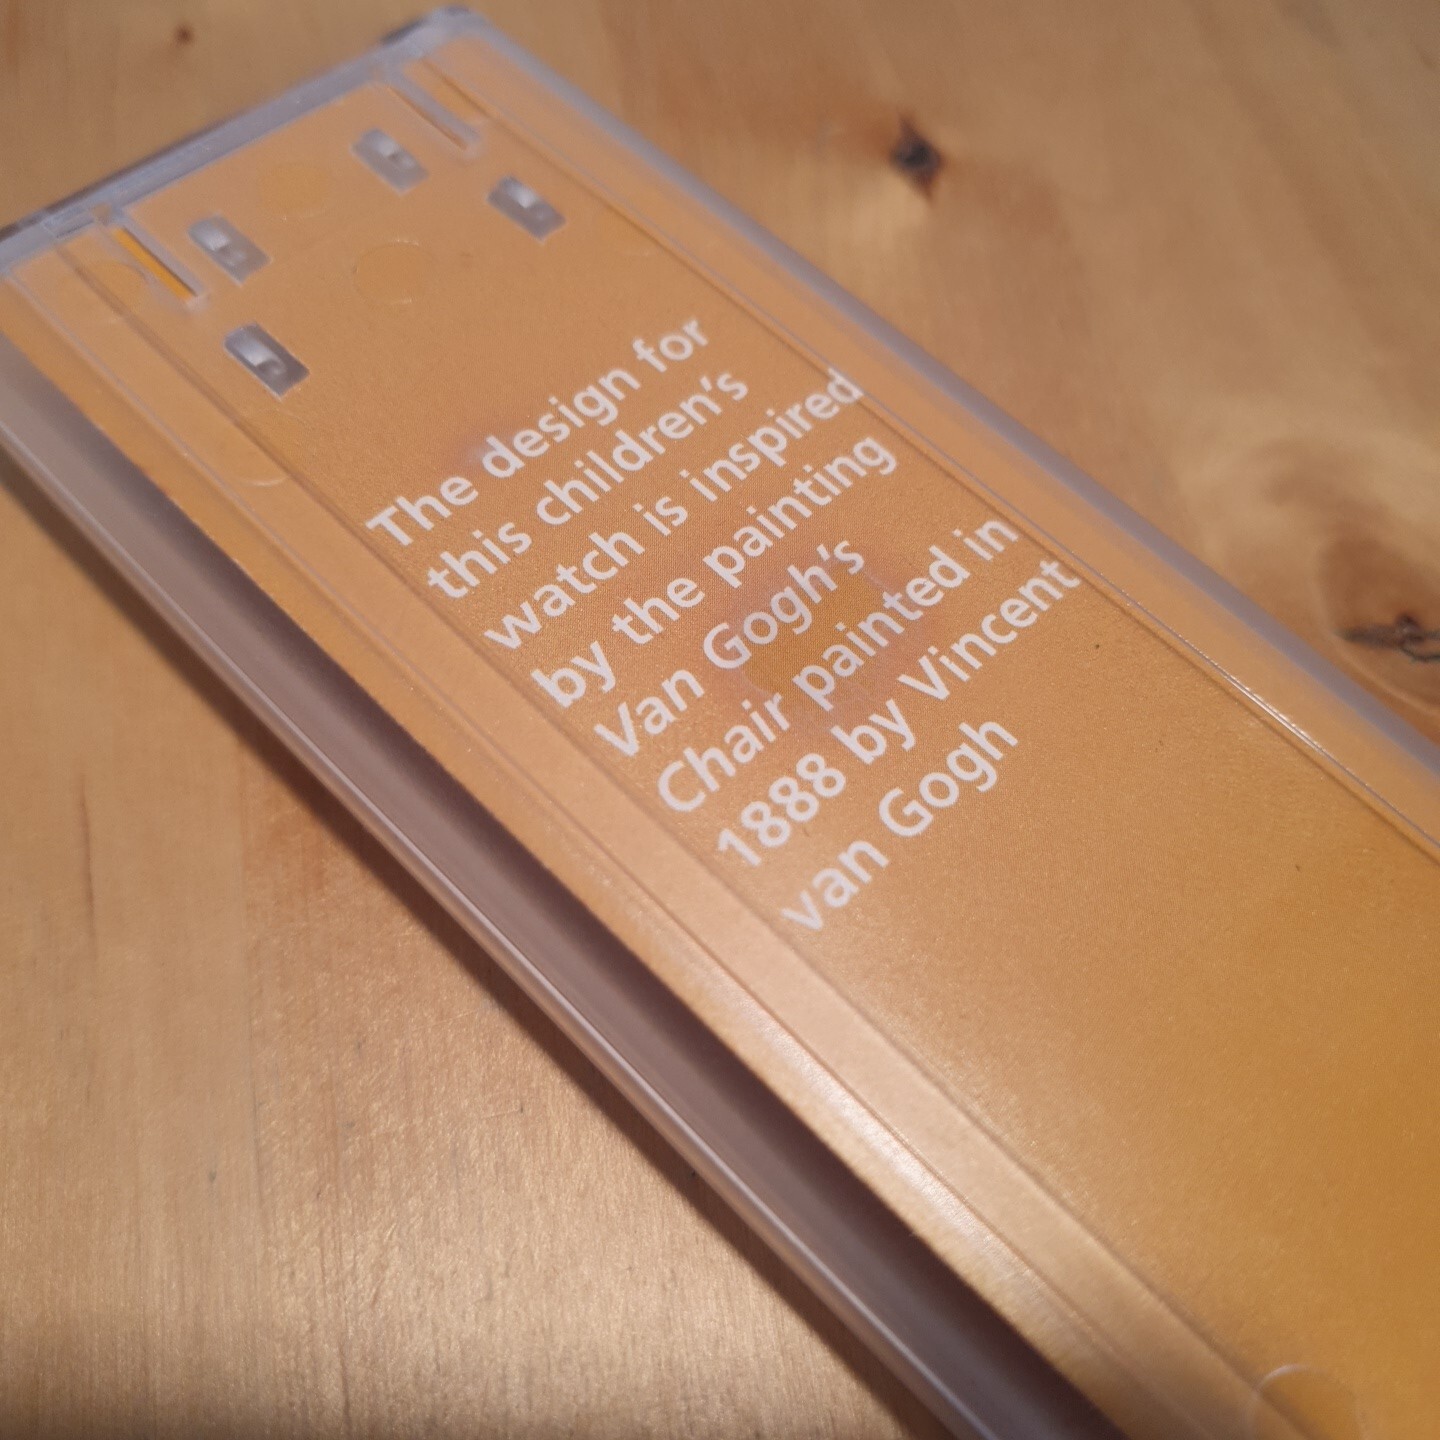 The design for
this children's
watch is inspired
by the painting
Van Gogh's
Chair painted in
1888 by Vincent
van Gogh